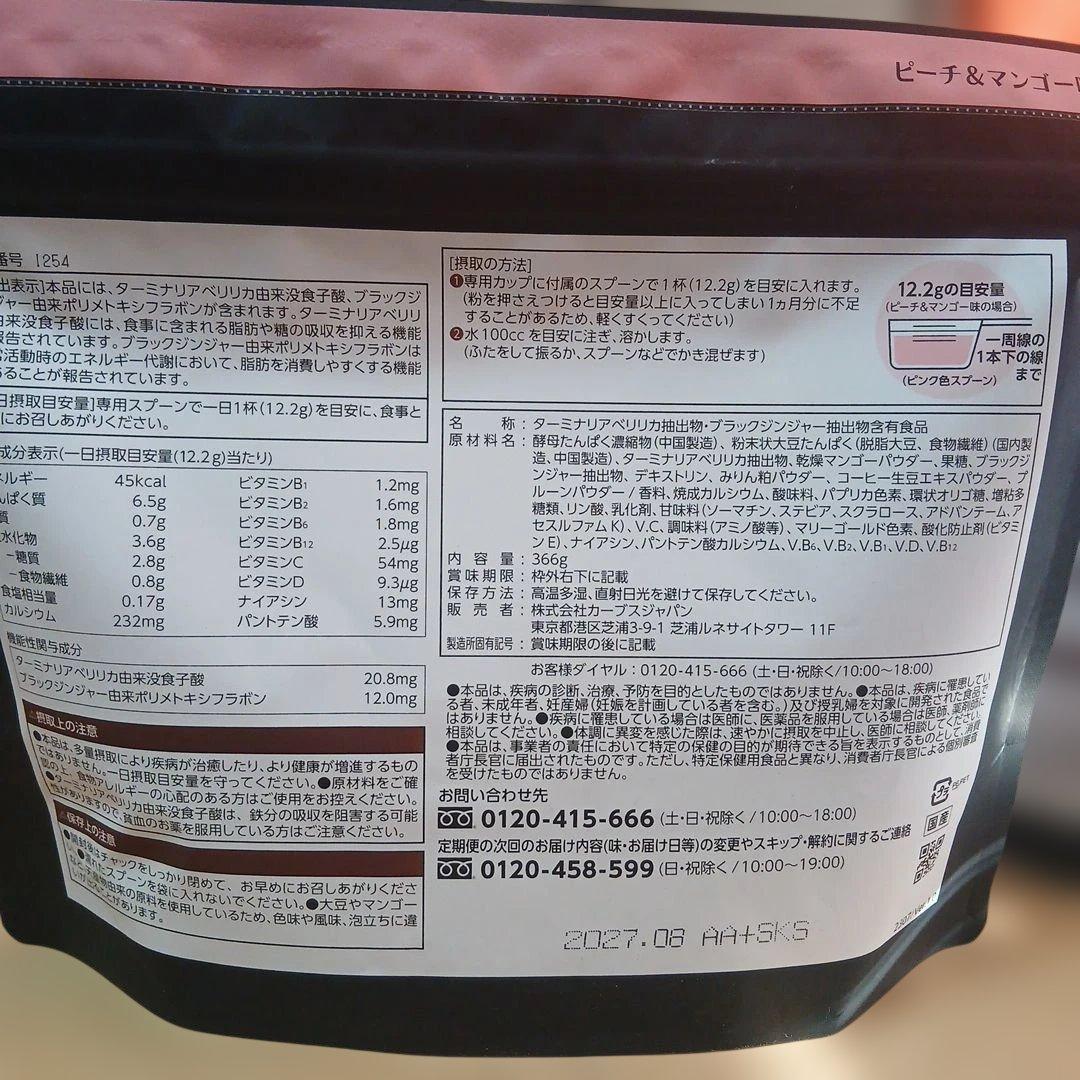 ピーチ&マンゴー
番号 1254
出表示]本品には、ターミナリアベリリカ由来没食子酸、ブラックジ
ジャー由来ポリメトキシフラボンが含まれます。ターミナリアベリリ
由来没食子酸には、食事に含まれる脂肪や糖の吸収を抑える機能
報告されています。ブラックジンジャー由来ポリメトキシフラボンは
活動時のエネルギー代謝において、脂肪を消費しやすくする機能
あることが報告されています。
日摂取目安量]専用スプーンで一日1杯(12.2g)を目安に、食事と
にお召しあがりください。
成分表示(一日摂取目安量(12.2g)当たり)
ネルギー 45kcal ビタミンB1 1.2mg
んぱく質 6.5g ビタミンB2 1.6mg
質 0.7g ビタミンB6 1.8mg
水化物 3.6g ビタミンB12 2.5μg
－糖質 2.8g ビタミンC 54mg
－食物繊維 0.8g ビタミンD 9.3μg
食塩相当量 0.17g ナイアシン 13mg
カルシウム 232mg パントテン酸 5.9mg
機能性関与成分
ターミナリアベリリカ由来没食子酸 20.8mg
ブラックジンジャー由来ポリメトキシフラボン 12.0mg
摂取上の注意
●本品は、多量摂取により疾病が治癒したり、より健康が増進するもの
ではありません。一日摂取目安量を守ってください。●原材料をご確
認のうえ、食物アレルギーの心配のある方はご使用をお控えください。
●ターミナリアベリリカ由来没食子酸は、鉄分の吸収を阻害する可能
性がありますので、貧血のお薬を服用している方はご注意ください。
保存上の注意
●開封後はチャックをしっかり閉めて、お早めにお召しあがりくださ
い。●濡れたスプーンを袋に入れないでください。●大豆やマンゴー
由来の原料を使用しているため、色味や風味、泡立ちに違
いがあります。
[摂取の方法]
❶専用カップに付属のスプーンで1杯(12.2g)を目安に入れます。
(粉を押さえつけると目安量以上に入ってしまい1ヵ月分に不足
することがあるため、軽くすくってください)
❷水100ccを目安に注ぎ、溶かします。
(ふたをして振るか、スプーンなどでかき混ぜます)
12.2gの目安量
(ピーチ&マンゴー味の場合)
一周線の
1本下の線
まで
(ピンク色スプーン)
名 称:ターミナリアベリリカ抽出物・ブラックジンジャー抽出物含有食品
原材料名:酵母たんぱく濃縮物(中国製造)、粉末状大豆たんぱく(脱脂大豆、食物繊維)(国内製
造、中国製造)、ターミナリアベリリカ抽出物、乾燥マンゴーパウダー、果糖、ブラックジ
ンジャー抽出物、デキストリン、みりん粕パウダー、コーヒー生豆エキスパウダー、プ
ルーンパウダー/香料、焼成カルシウム、酸味料、パプリカ色素、環状オリゴ糖、増粘多
糖類、リン酸、乳化剤、甘味料(ソーマチン、ステビア、スクラロース、アドバンテーム、ア
セスルファムK)、V.C、調味料(アミノ酸等)、マリーゴールド色素、酸化防止剤(ビタミ
ンE)、ナイアシン、パントテン酸カルシウム、V.B6、V.B2、V.B1、V.D、V.B12
内容量:366g
賞味期限:枠外右下に記載
保存方法:高温多湿、直射日光を避けて保存してください。
販売者:株式会社カーブスジャパン
東京都港区芝浦3-9-1 芝浦ルネサイトタワー 11F
製造所固有記号:賞味期限の後に記載
お客様ダイヤル:0120-415-666 (土・日・祝除く/10:00〜18:00)
●本品は、疾病の診断、治療、予防を目的としたものではありません。●本品は、疾病に罹患してい
る者、未成年者、妊産婦(妊娠を計画している者を含む。)及び授乳婦を対象に開発された食品で
はありません。●疾病に罹患している場合は医師に、医薬品を服用している場合は医師、薬剤師に
相談してください。●体調に異変を感じた際は、速やかに摂取を中止し、医師に相談してください。
●本品は、事業者の責任において特定の保健の目的が期待できる旨を表示するものとして、消費
者庁長官に届出されたものです。ただし、特定保健用食品と異なり、消費者庁長官による個別審査
を受けたものではありません。
お問い合わせ先
0120-415-666 (土・日・祝除く/10:00〜18:00)
定期便の次回のお届け内容(味・お届け日等)の変更やスキップ・解約に関するご連絡
0120-458-599 (日・祝除く/10:00〜19:00)
プラ
PE,PET
国産
2027.08 AA+SKS